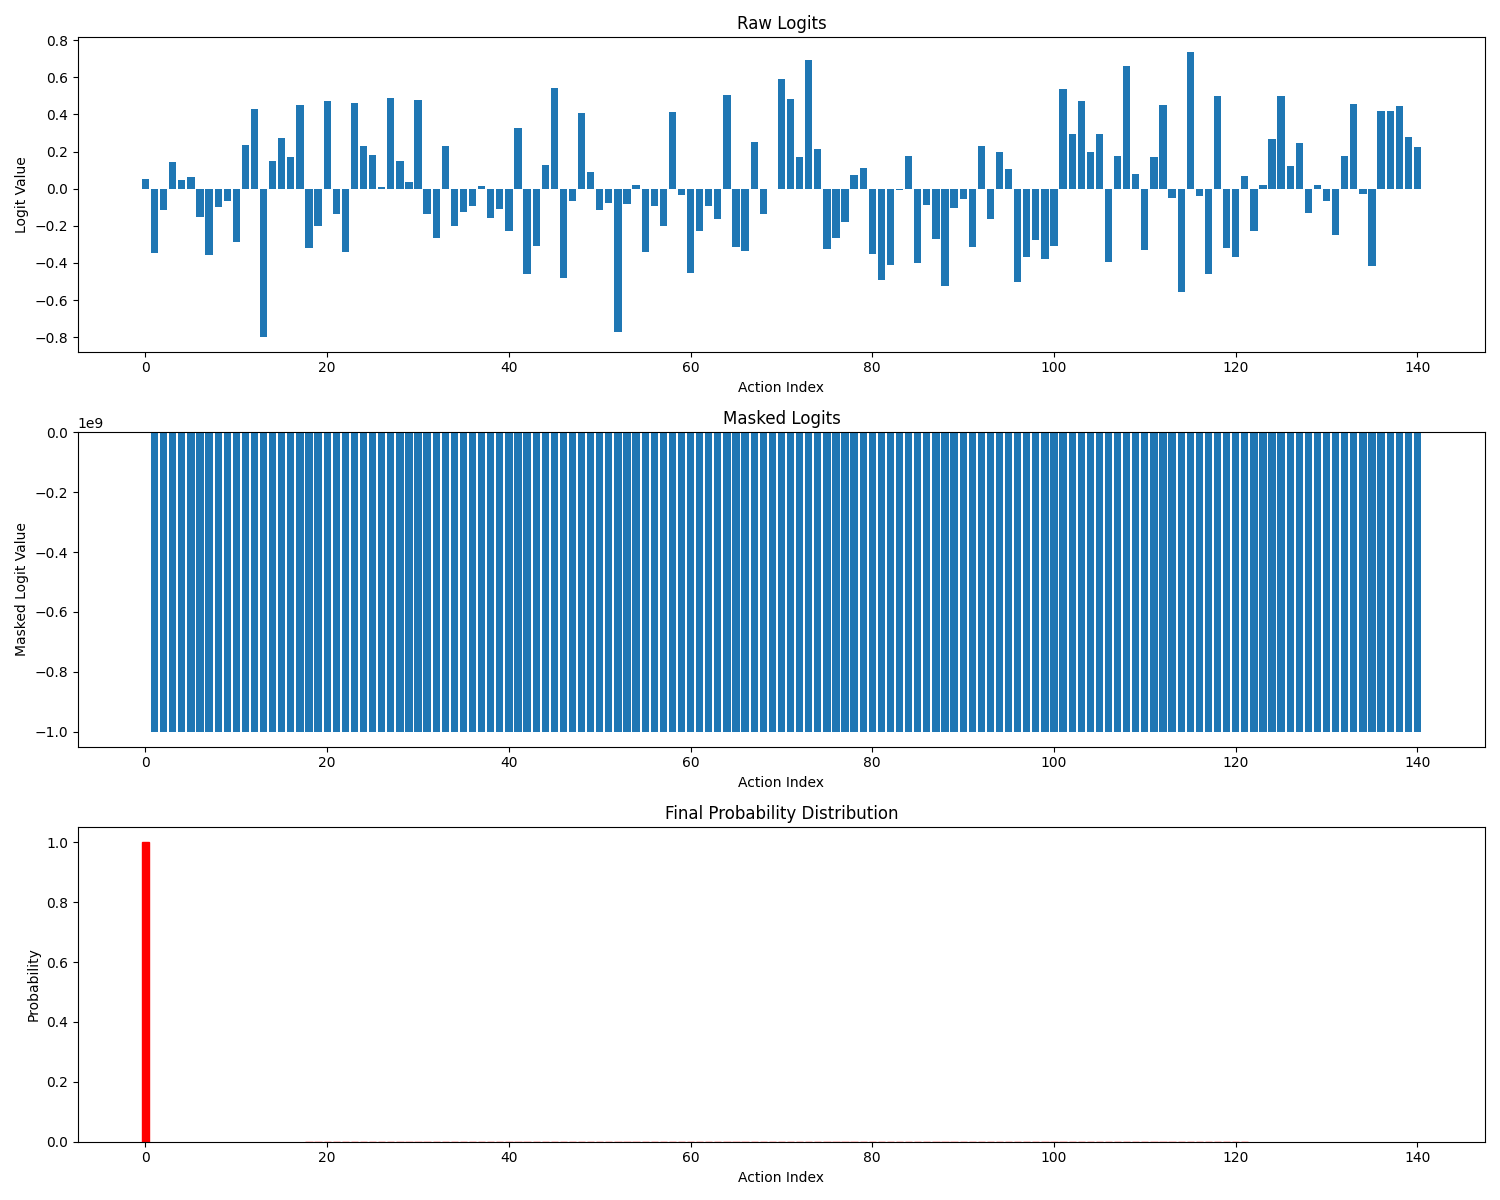 Raw Logits
0.8
0.6
0.4
0.2
0.0
−0.2
−0.4
−0.6
−0.8
Logit Value
0 20 40 60 80 100 120 140
Action Index
Masked Logits
1e9
0.0
−0.2
−0.4
−0.6
−0.8
−1.0
Masked Logit Value
0 20 40 60 80 100 120 140
Action Index
Final Probability Distribution
1.0
0.8
0.6
0.4
0.2
0.0
Probability
0 20 40 60 80 100 120 140
Action Index